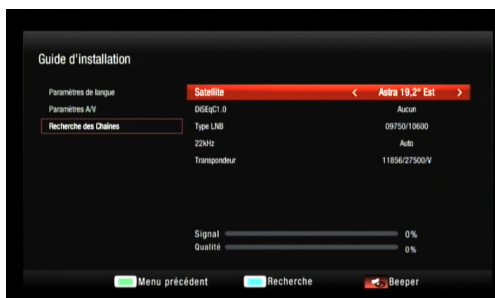 Guide d'installation
Paramètres de langue
Paramètres A/V
Recherche des Chaînes
Satellite < Astra 19,2° Est >
DiSEqC1.0 Aucun
Type LNB 09750/10600
22kHz Auto
Transpondeur 11856/27500/V
Signal 0%
Qualité 0%
Menu précédent Recherche Beeper